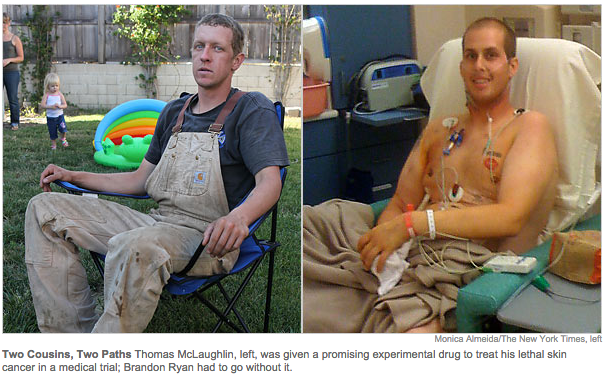 Monica Almeida/The New York Times, left
Two Cousins, Two Paths Thomas McLaughlin, left, was given a promising experimental drug to treat his lethal skin
cancer in a medical trial; Brandon Ryan had to go without it.